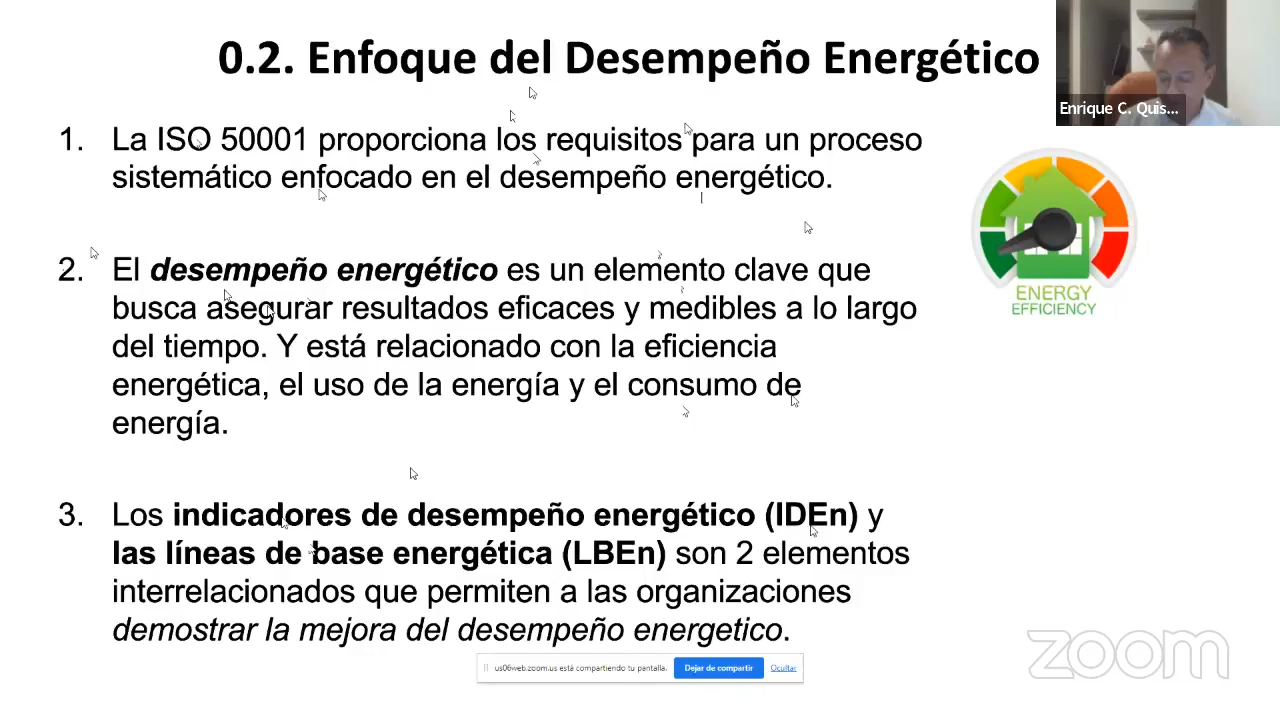 0.2. Enfoque del Desempeño Energético
Enrique C. Quis...
1. La ISO 50001 proporciona los requisitos para un proceso
sistemático enfocado en el desempeño energético.
ENERGY
EFFICIENCY
2. El desempeño energético es un elemento clave que
busca asegurar resultados eficaces y medibles a lo largo
del tiempo. Y está relacionado con la eficiencia
energética, el uso de la energía y el consumo de
energía.
3. Los indicadores de desempeño energético (IDEn) y
las líneas de base energética (LBEn) son 2 elementos
interrelacionados que permiten a las organizaciones
demostrar la mejora del desempeño energetico.
zoom
us06web.zoom.us está compartiendo tu pantalla. Dejar de compartir Ocultar